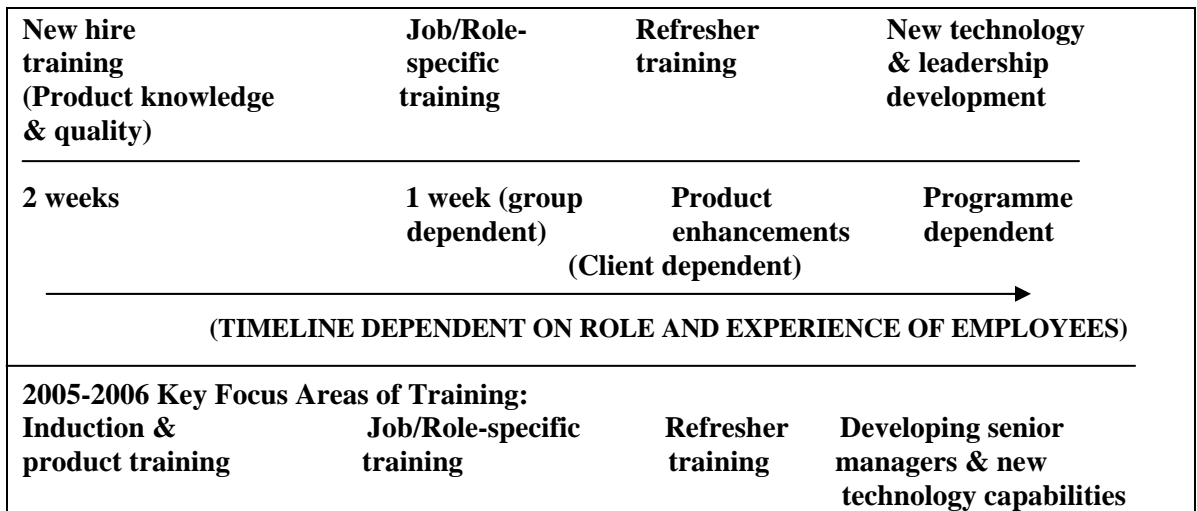 New hire Job/Role- Refresher New technology
training specific training & leadership
(Product knowledge training development
& quality)
2 weeks 1 week (group Product Programme
dependent) enhancements dependent
(Client dependent)
(TIMELINE DEPENDENT ON ROLE AND EXPERIENCE OF EMPLOYEES)
2005-2006 Key Focus Areas of Training:
Induction & Job/Role-specific Refresher Developing senior
product training training training managers & new
technology capabilities